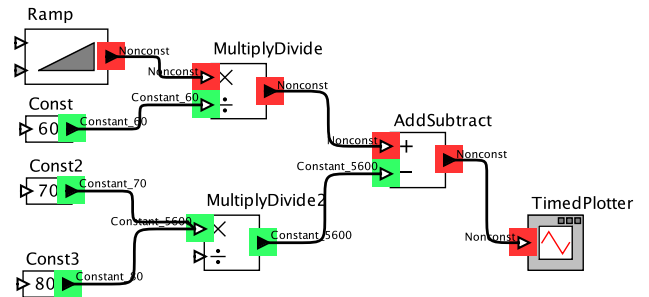 Ramp
Nonconst
MultiplyDivide
Nonconst
×
Nonconst
Const
Constant_60
÷
60
Constant_60
AddSubtract
Nonconst
+
Nonconst
Const2
Constant_5600
−
70
Constant_70
MultiplyDivide2
TimedPlotter
Constant_5600
×
Constant_5600
Nonconst
÷
Const3
80
Constant_80